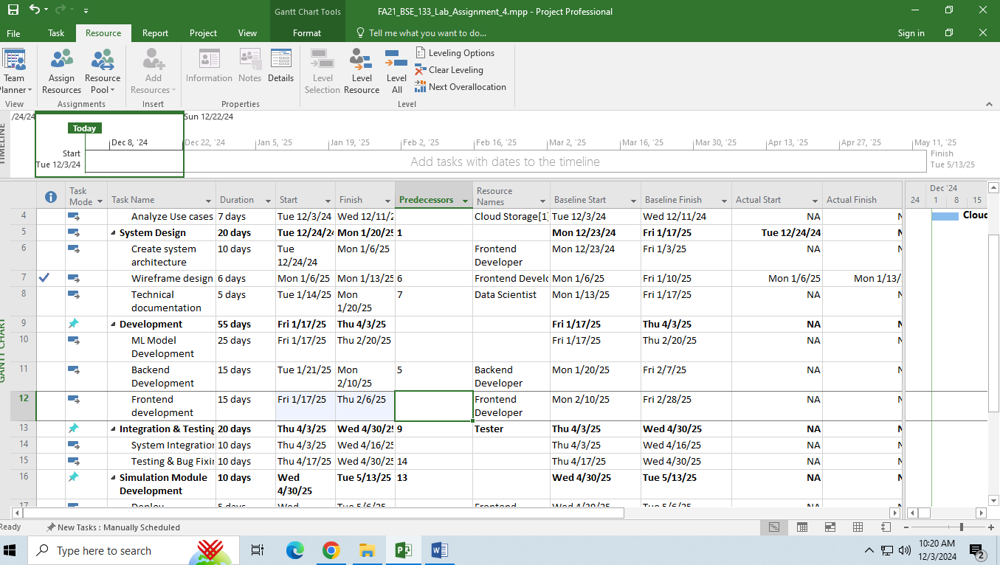 Gantt Chart Tools
FA21_BSE_133_Lab_Assignment_4.mpp - Project Professional
File Task Resource Report Project View Format Tell me what you want to do... Sign in
Team
Planner
Assign
Resources
Resource
Pool
Add
Resources
Information
Notes
Details
Level
Selection
Level
Resource
Level
All
Leveling Options
Clear Leveling
Next Overallocation
View Assignments Insert Properties Level
TIMELINE
/24/24
Sun 12/22/24
Today
Dec 8, '24 Dec 22, '24 Jan 5, '25 Jan 19, '25 Feb 2, '25 Feb 16, '25 Mar 2, '25 Mar 16, '25 Mar 30, '25 Apr 13, '25 Apr 27, '25 May 11, '25
Start
Tue 12/3/24
Add tasks with dates to the timeline
Finish
Tue 5/13/25
Task
Mode
Task Name
Duration
Start
Finish
Predecessors
Resource
Names
Baseline Start
Baseline Finish
Actual Start
Actual Finish
Dec '24
24 1 8 15
4 Analyze Use cases 7 days Tue 12/3/24 Wed 12/11/2 Cloud Storage[1] Tue 12/3/24 Wed 12/11/24 NA N
Cloud
5 System Design 20 days Tue 12/24/24 Mon 1/20/25 1 Mon 12/23/24 Fri 1/17/25 Tue 12/24/24 N
6 Create system 10 days Tue Mon 1/6/25 Frontend Mon 12/23/24 Fri 1/3/25 NA N
architecture 12/24/24 Developer
7 Wireframe design 6 days Mon 1/6/25 Mon 1/13/25 6 Frontend Develo Mon 1/6/25 Fri 1/10/25 Mon 1/6/25 Mon 1/13/
8 Technical 5 days Tue 1/14/25 Mon 7 Data Scientist Mon 1/13/25 Fri 1/17/25 NA N
documentation 1/20/25
9 Development 55 days Fri 1/17/25 Thu 4/3/25 Fri 1/17/25 Thu 4/3/25 NA N
10 ML Model 25 days Fri 1/17/25 Thu 2/20/25 Fri 1/17/25 Thu 2/20/25 NA N
Development
11 Backend 15 days Tue 1/21/25 Mon 5 Backend Mon 1/20/25 Fri 2/7/25 NA N
Development 2/10/25 Developer
12 Frontend 15 days Fri 1/17/25 Thu 2/6/25 Frontend Mon 2/10/25 Fri 2/28/25 NA N
development Developer
13 Integration & Testing 20 days Thu 4/3/25 Wed 4/30/25 9 Tester Thu 4/3/25 Wed 4/30/25 NA N
14 System Integration 10 days Thu 4/3/25 Wed 4/16/25 Thu 4/3/25 Wed 4/16/25 NA N
15 Testing & Bug Fixin 10 days Thu 4/17/25 Wed 4/30/25 14 Thu 4/17/25 Wed 4/30/25 NA N
16 Simulation Module 10 days Wed Tue 5/13/25 13 Wed 4/30/25 Tue 5/13/25 NA N
Development 4/30/25
17 Deploy 5 days Wed Tue 5/6/25 Frontend Wed 4/30/25 Tue 5/6/25 NA N
GANTT CHART
Ready
New Tasks : Manually Scheduled
Type here to search
10:20 AM
12/3/2024
2